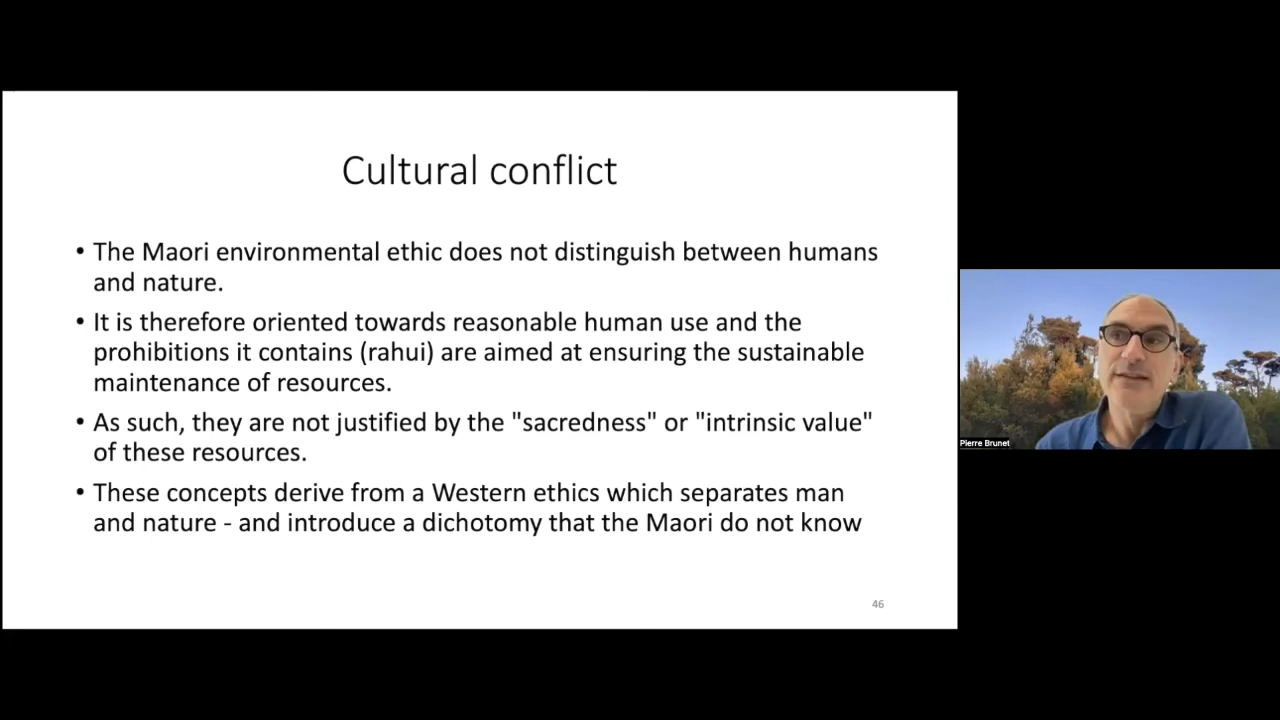 Cultural conflict
• The Maori environmental ethic does not distinguish between humans
and nature.
• It is therefore oriented towards reasonable human use and the
prohibitions it contains (rahui) are aimed at ensuring the sustainable
maintenance of resources.
• As such, they are not justified by the "sacredness" or "intrinsic value"
of these resources.
• These concepts derive from a Western ethics which separates man
and nature - and introduce a dichotomy that the Maori do not know
46
Pierre Brunet